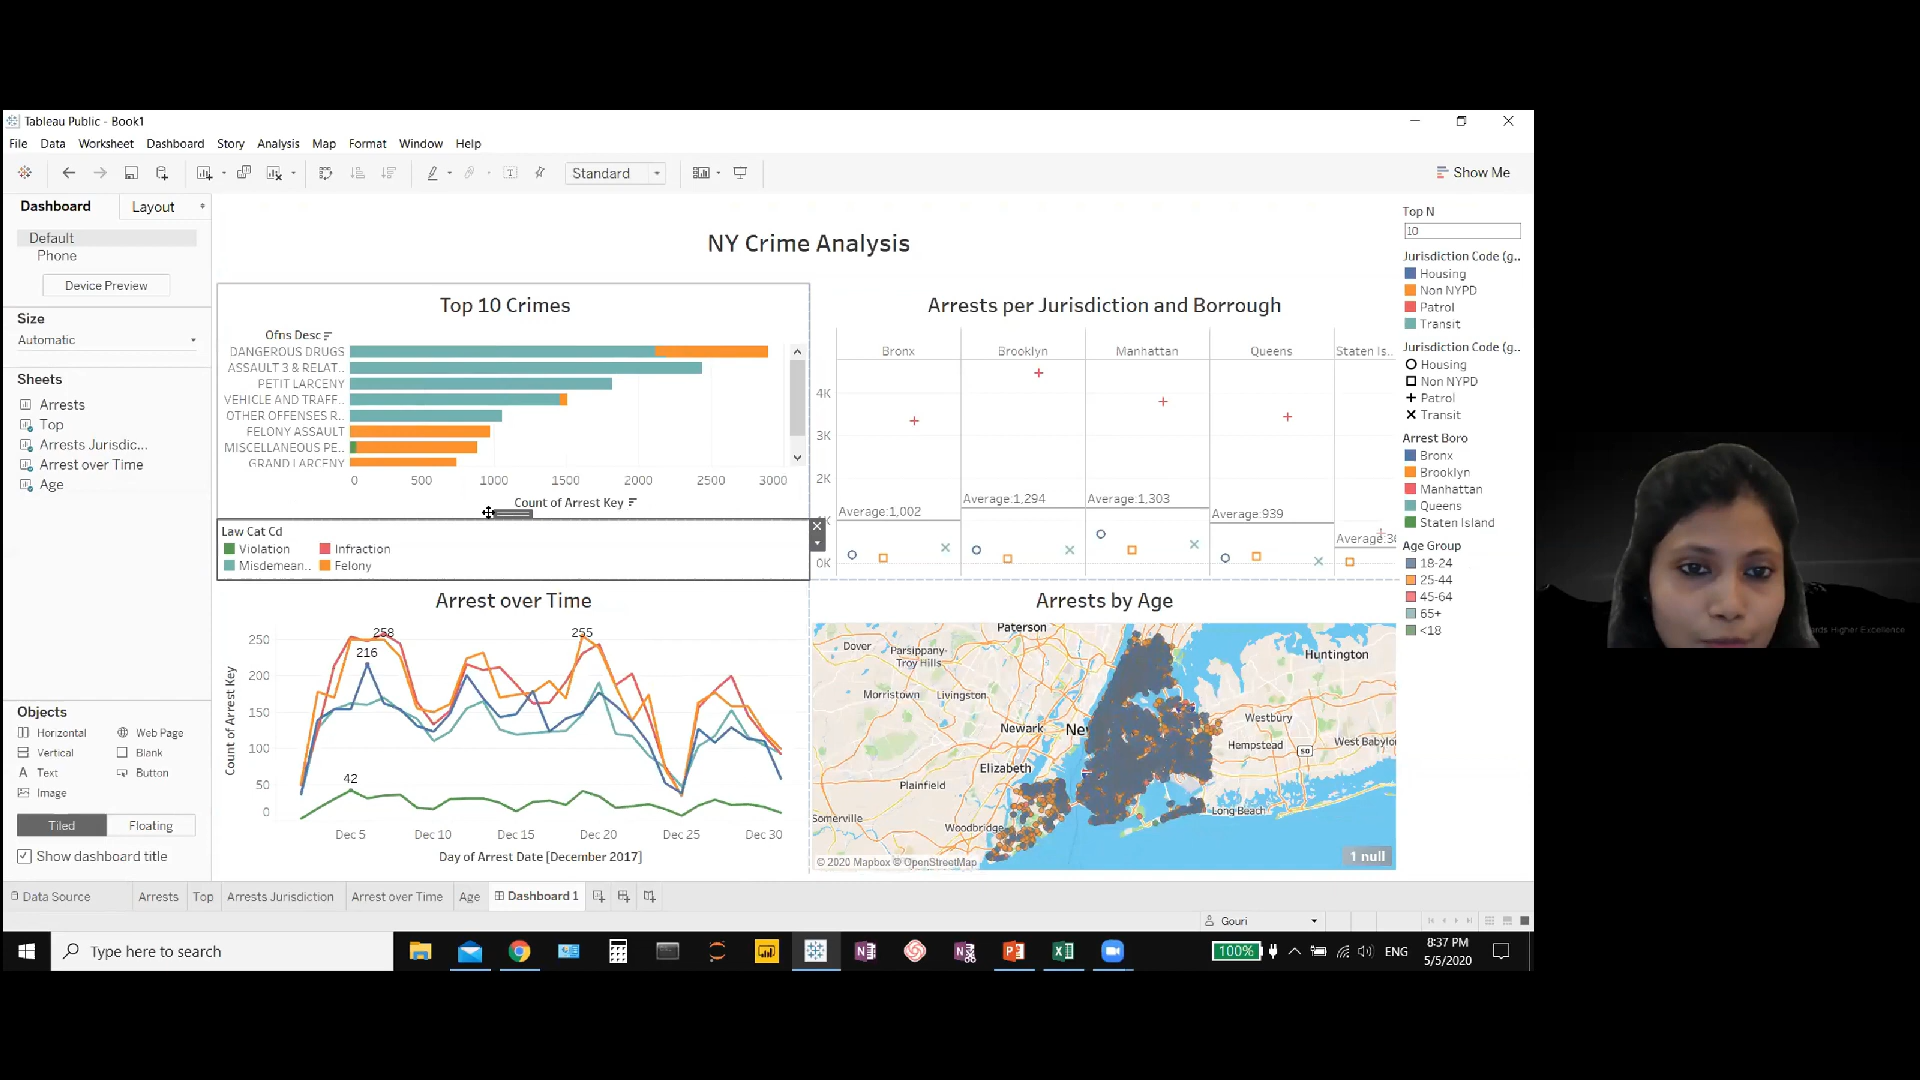 Tableau Public - Book1
File Data Worksheet Dashboard Story Analysis Map Format Window Help
Standard
Show Me
Dashboard Layout
Default
Phone
Device Preview
Size
Automatic
Sheets
Arrests
Top
Arrests Jurisdic...
Arrest over Time
Age
Objects
Horizontal Web Page
Vertical Blank
Text Button
Image
Tiled Floating
Show dashboard title
NY Crime Analysis
Top 10 Crimes
Ofns Desc
DANGEROUS DRUGS
ASSAULT 3 & RELAT..
PETIT LARCENY
VEHICLE AND TRAFF..
OTHER OFFENSES R..
FELONY ASSAULT
MISCELLANEOUS PE..
GRAND LARCENY
0 500 1000 1500 2000 2500 3000
Count of Arrest Key
Law Cat Cd
Violation Infraction
Misdemean.. Felony
Arrests per Jurisdiction and Borrough
Bronx Brooklyn Manhattan Queens Staten Is..
4K
3K
2K
0K
Average:1,002
Average:1,294
Average:1,303
Average:939
Arrest over Time
Count of Arrest Key
250
200
150
100
50
0
258
216
255
42
Dec 5 Dec 10 Dec 15 Dec 20 Dec 25 Dec 30
Day of Arrest Date [December 2017]
Arrests by Age
Paterson
Dover
Parsippany-
Troy Hills
Huntington
Morristown Livingston
Newark
Westbury
Hempstead
50
West Babylon
Elizabeth
Plainfield
Long Beach
Somerville
Woodbridge
© 2020 Mapbox © OpenStreetMap
1 null
Top N
10
Jurisdiction Code (g..
Housing
Non NYPD
Patrol
Transit
Jurisdiction Code (g..
Housing
Non NYPD
Patrol
Transit
Arrest Boro
Bronx
Brooklyn
Manhattan
Queens
Staten Island
Age Group
18-24
25-44
45-64
65+
<18
Data Source Arrests Top Arrests Jurisdiction Arrest over Time Age Dashboard 1
Gouri
Type here to search
100%
ENG
8:37 PM
5/5/2020
Higher Excellence